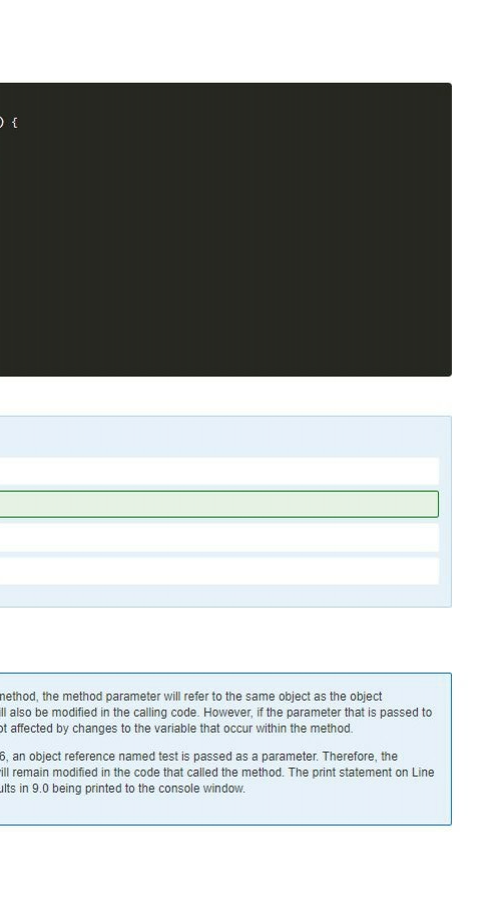 ) {
method, the method parameter will refer to the same object as the object
ill also be modified in the calling code. However, if the parameter that is passed to
ot affected by changes to the variable that occur within the method.
6, an object reference named test is passed as a parameter. Therefore, the
vill remain modified in the code that called the method. The print statement on Line
ults in 9.0 being printed to the console window.